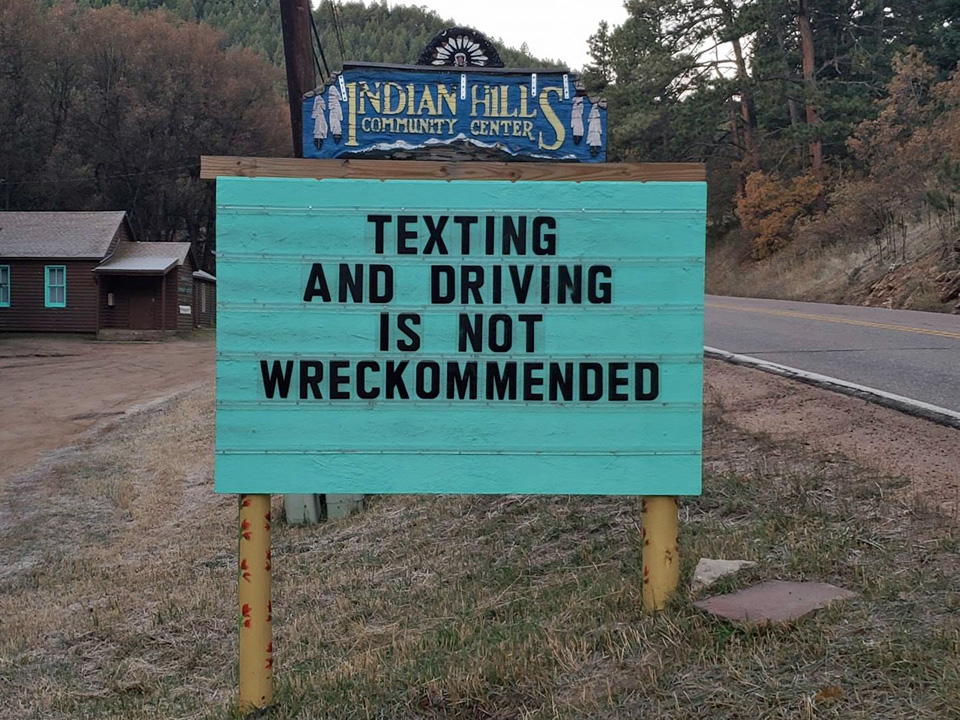 INDIAN HILLS
COMMUNITY CENTER
TEXTING
AND DRIVING
IS NOT
WRECKOMMENDED